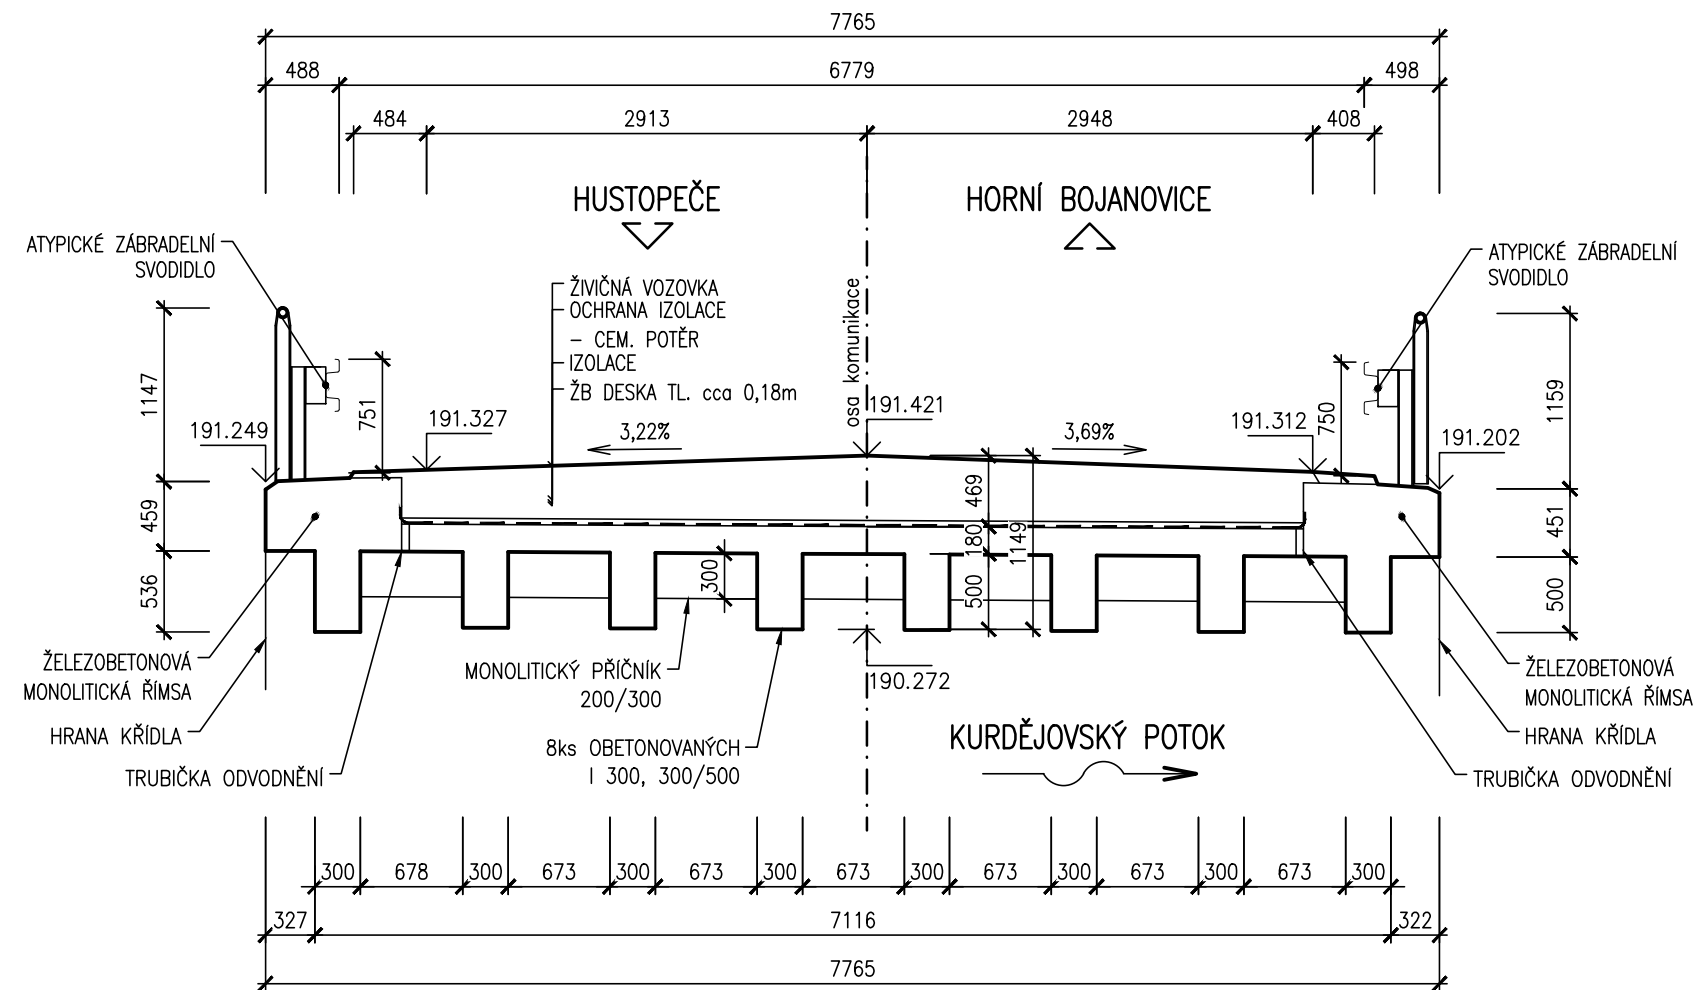 7765
488 6779 498
484 2913 2948 408
HUSTOPEČE
HORNÍ BOJANOVICE
ATYPICKÉ ZÁBRADELNÍ
SVODIDLO
ATYPICKÉ ZÁBRADELNÍ
SVODIDLO
ŽIVIČNÁ VOZOVKA
OCHRANA IZOLACE
- CEM. POTĚR
IZOLACE
ŽB DESKA TL. cca 0,18m
osa komunikace
1147
751
750
1159
191.249
191.327
191.421
191.312
191.202
3,22%
3,69%
459
536
469
180
500
1149
300
451
500
ŽELEZOBETONOVÁ
MONOLITICKÁ ŘÍMSA
HRANA KŘÍDLA
TRUBIČKA ODVODNĚNÍ
MONOLITICKÝ PŘÍČNÍK
200/300
8ks OBETONOVANÝCH
I 300, 300/500
190.272
KURDĚJOVSKÝ POTOK
ŽELEZOBETONOVÁ
MONOLITICKÁ ŘÍMSA
HRANA KŘÍDLA
TRUBIČKA ODVODNĚNÍ
300 678 300 673 300 673 300 673 300 673 300 673 300 673 300
327 7116 322
7765